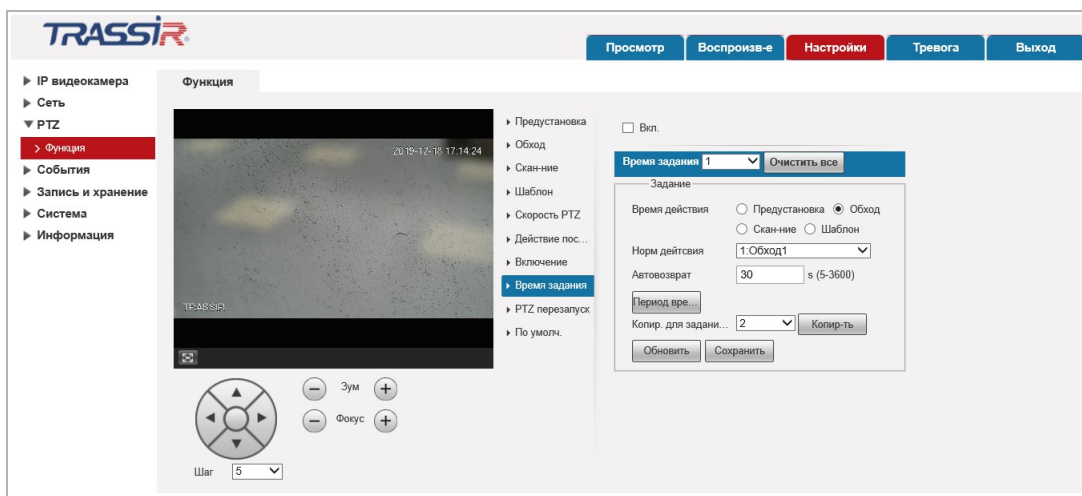 TRASSIR
Просмотр
Воспроизв-е
Настройки
Тревога
Выход
IP видеокамера
Сеть
PTZ
Функция
События
Запись и хранение
Система
Информация
Функция
2019-12-18 17:14:24
TRASSIR
Зум
Фокус
Шаг 5
Предустановка
Обход
Скан-ние
Шаблон
Скорость PTZ
Действие пос...
Включение
Время задания
PTZ перезапуск
По умолч.
Вкл.
Время задания 1 Очистить все
Задание
Время действия Предустановка Обход
Скан-ние Шаблон
Норм дейтсвия 1:Обход1
Автовозврат 30 s (5-3600)
Период вре...
Копир. для задани... 2 Копир-ть
Обновить Сохранить